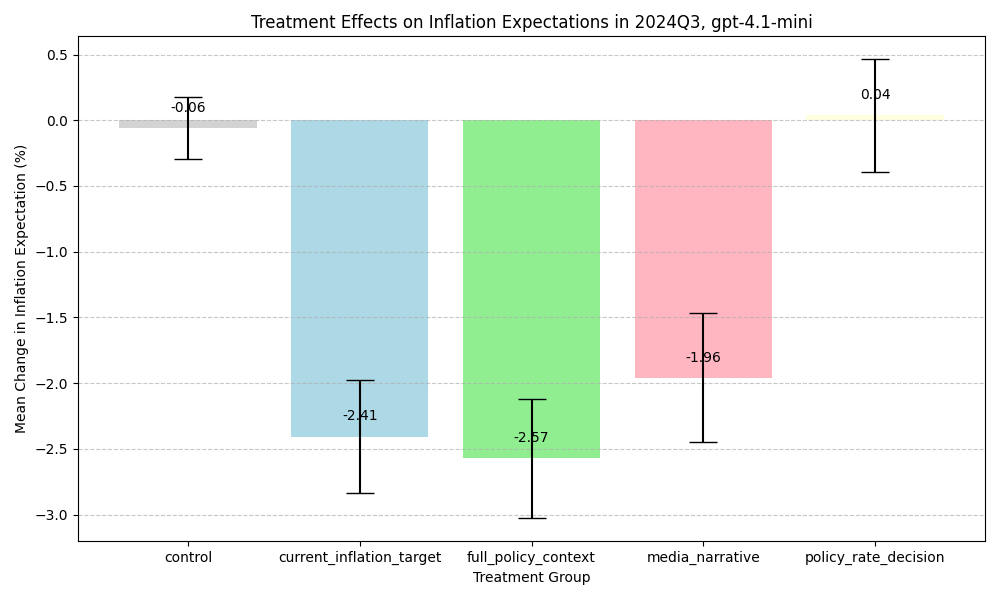 Treatment Effects on Inflation Expectations in 2024Q3, gpt-4.1-mini
Mean Change in Inflation Expectation (%)
0.5
0.0
−0.5
−1.0
−1.5
−2.0
−2.5
−3.0
-0.06
-2.41
-2.57
-1.96
0.04
control
current_inflation_target
full_policy_context
media_narrative
policy_rate_decision
Treatment Group